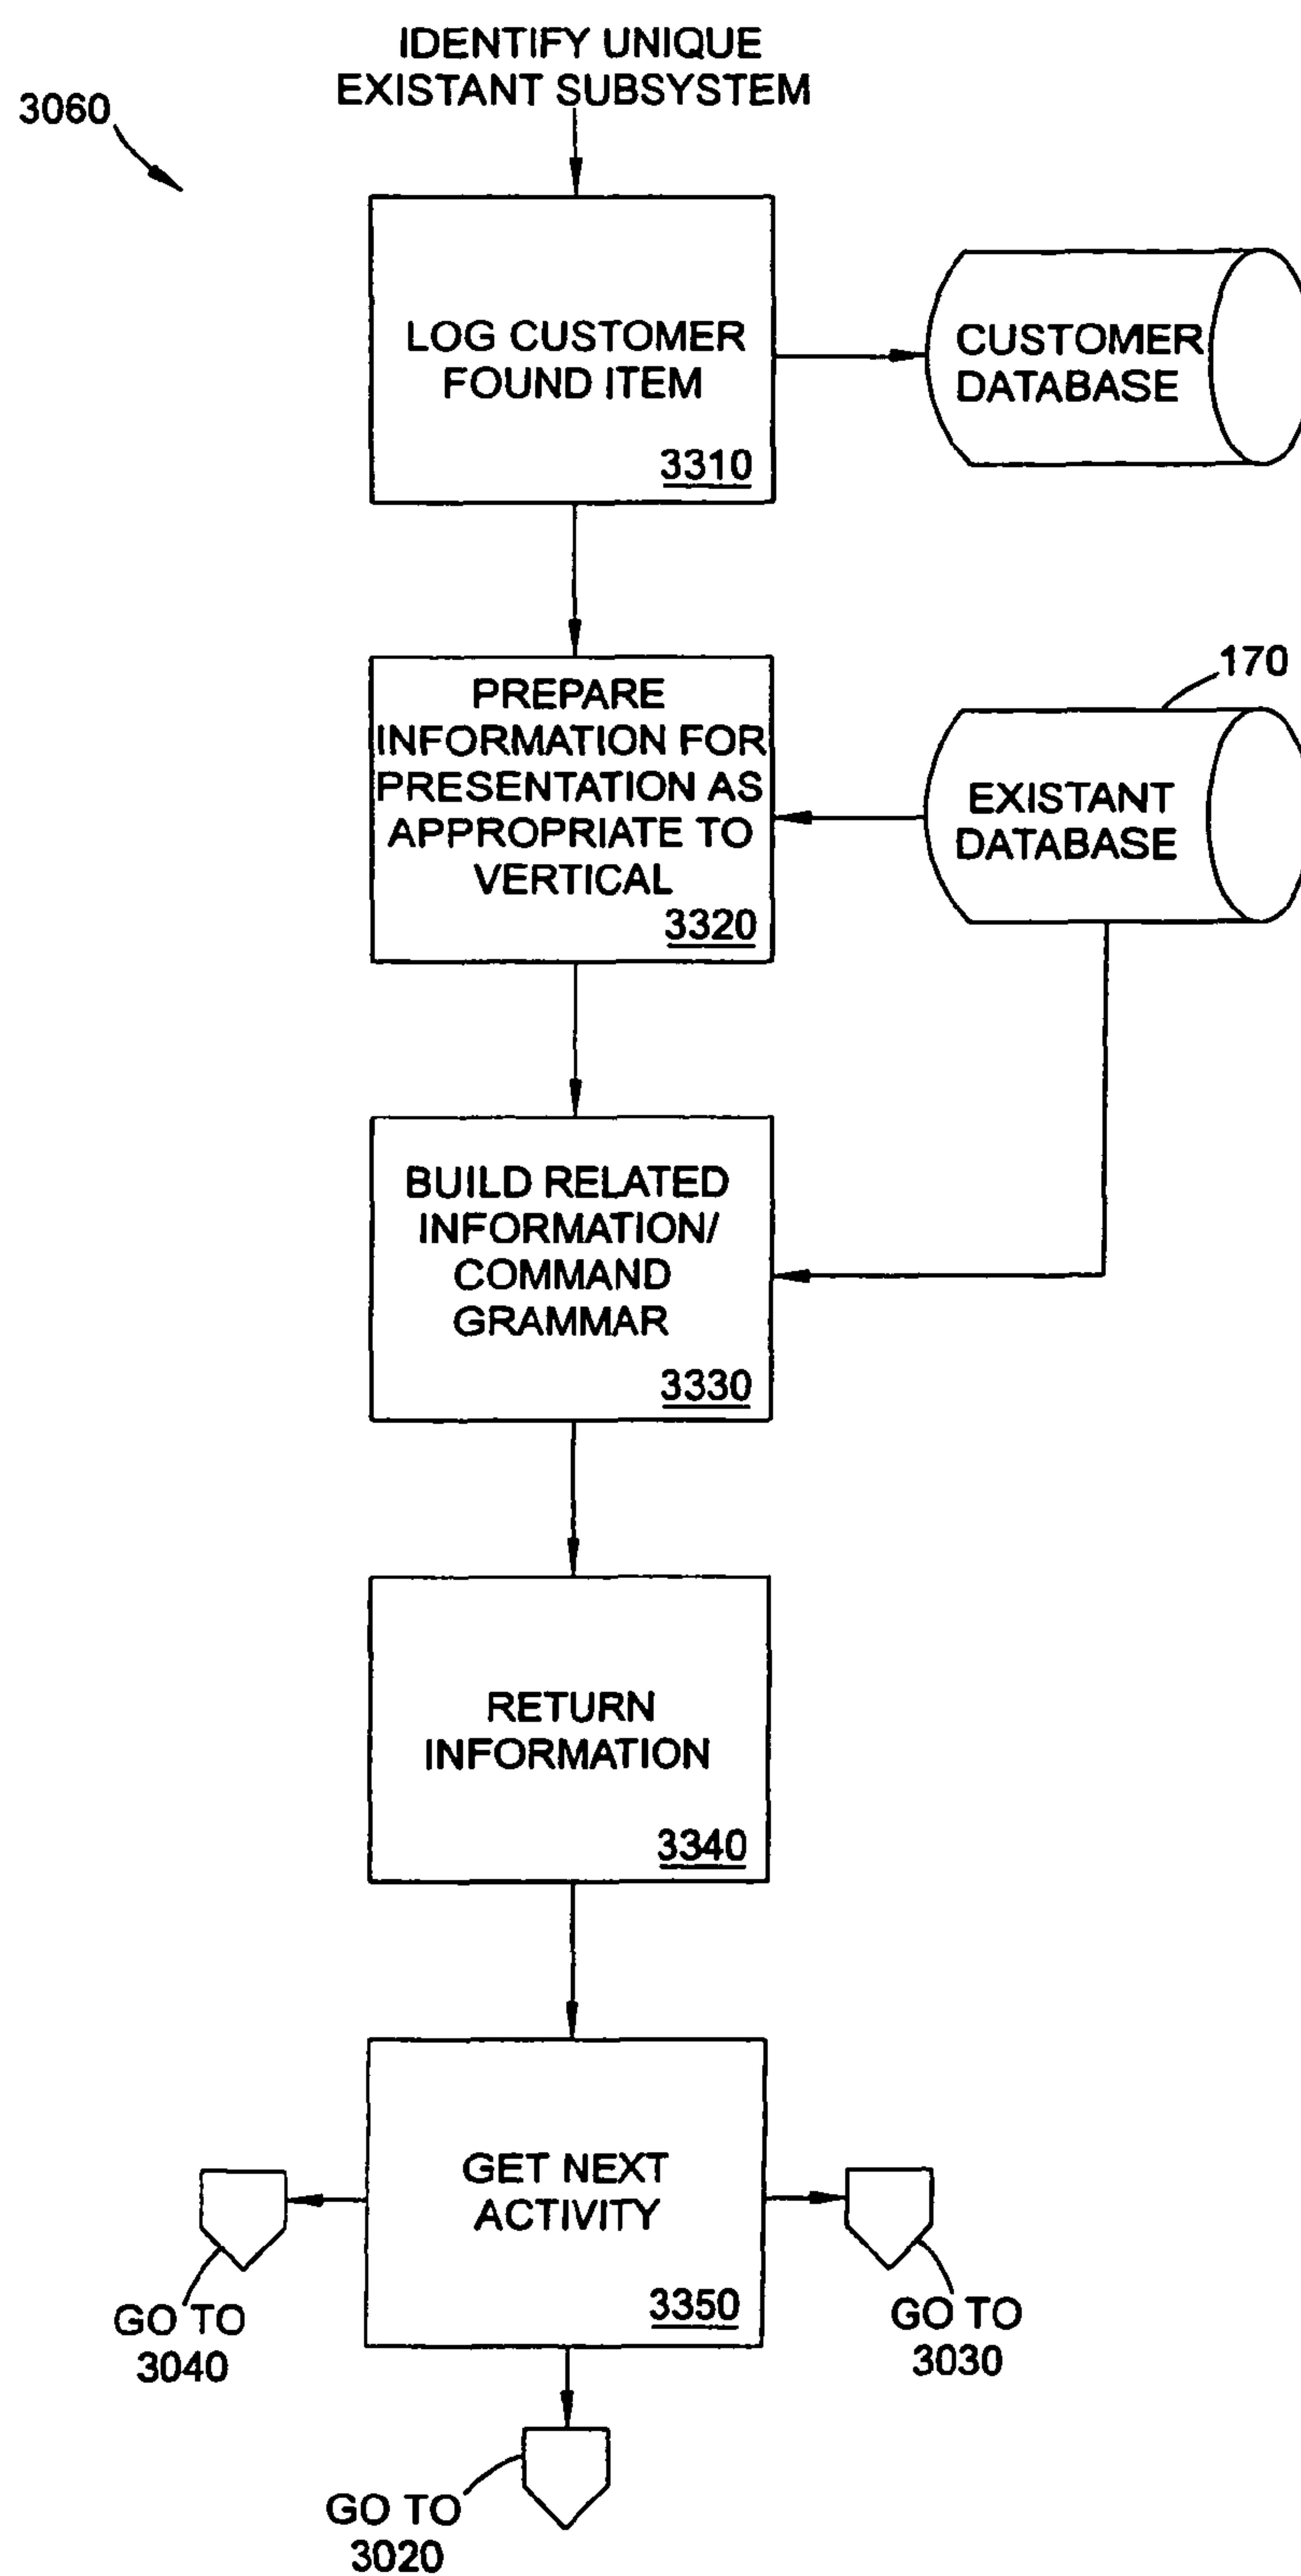 IDENTIFY UNIQUE
EXISTANT SUBSYSTEM
3060
LOG CUSTOMER
FOUND ITEM
3310
CUSTOMER
DATABASE
PREPARE
INFORMATION FOR
PRESENTATION AS
APPROPRIATE TO
VERTICAL
3320
170
EXISTANT
DATABASE
BUILD RELATED
INFORMATION/
COMMAND
GRAMMAR
3330
RETURN
INFORMATION
3340
GET NEXT
ACTIVITY
3350
GO TO
3040
GO TO
3030
GO TO
3020